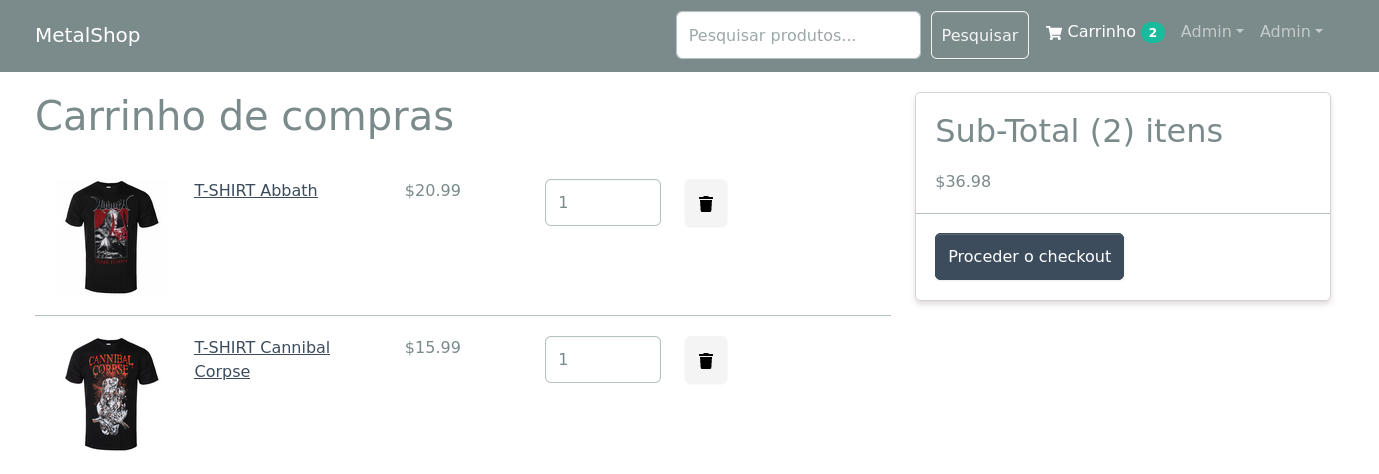 MetalShop
Pesquisar produtos...
Pesquisar
Carrinho 2
Admin
Admin
Carrinho de compras
T-SHIRT Abbath
$20.99
1
T-SHIRT Cannibal
Corpse
$15.99
1
CANNIBAL
CORPSE
Sub-Total (2) itens
$36.98
Proceder o checkout